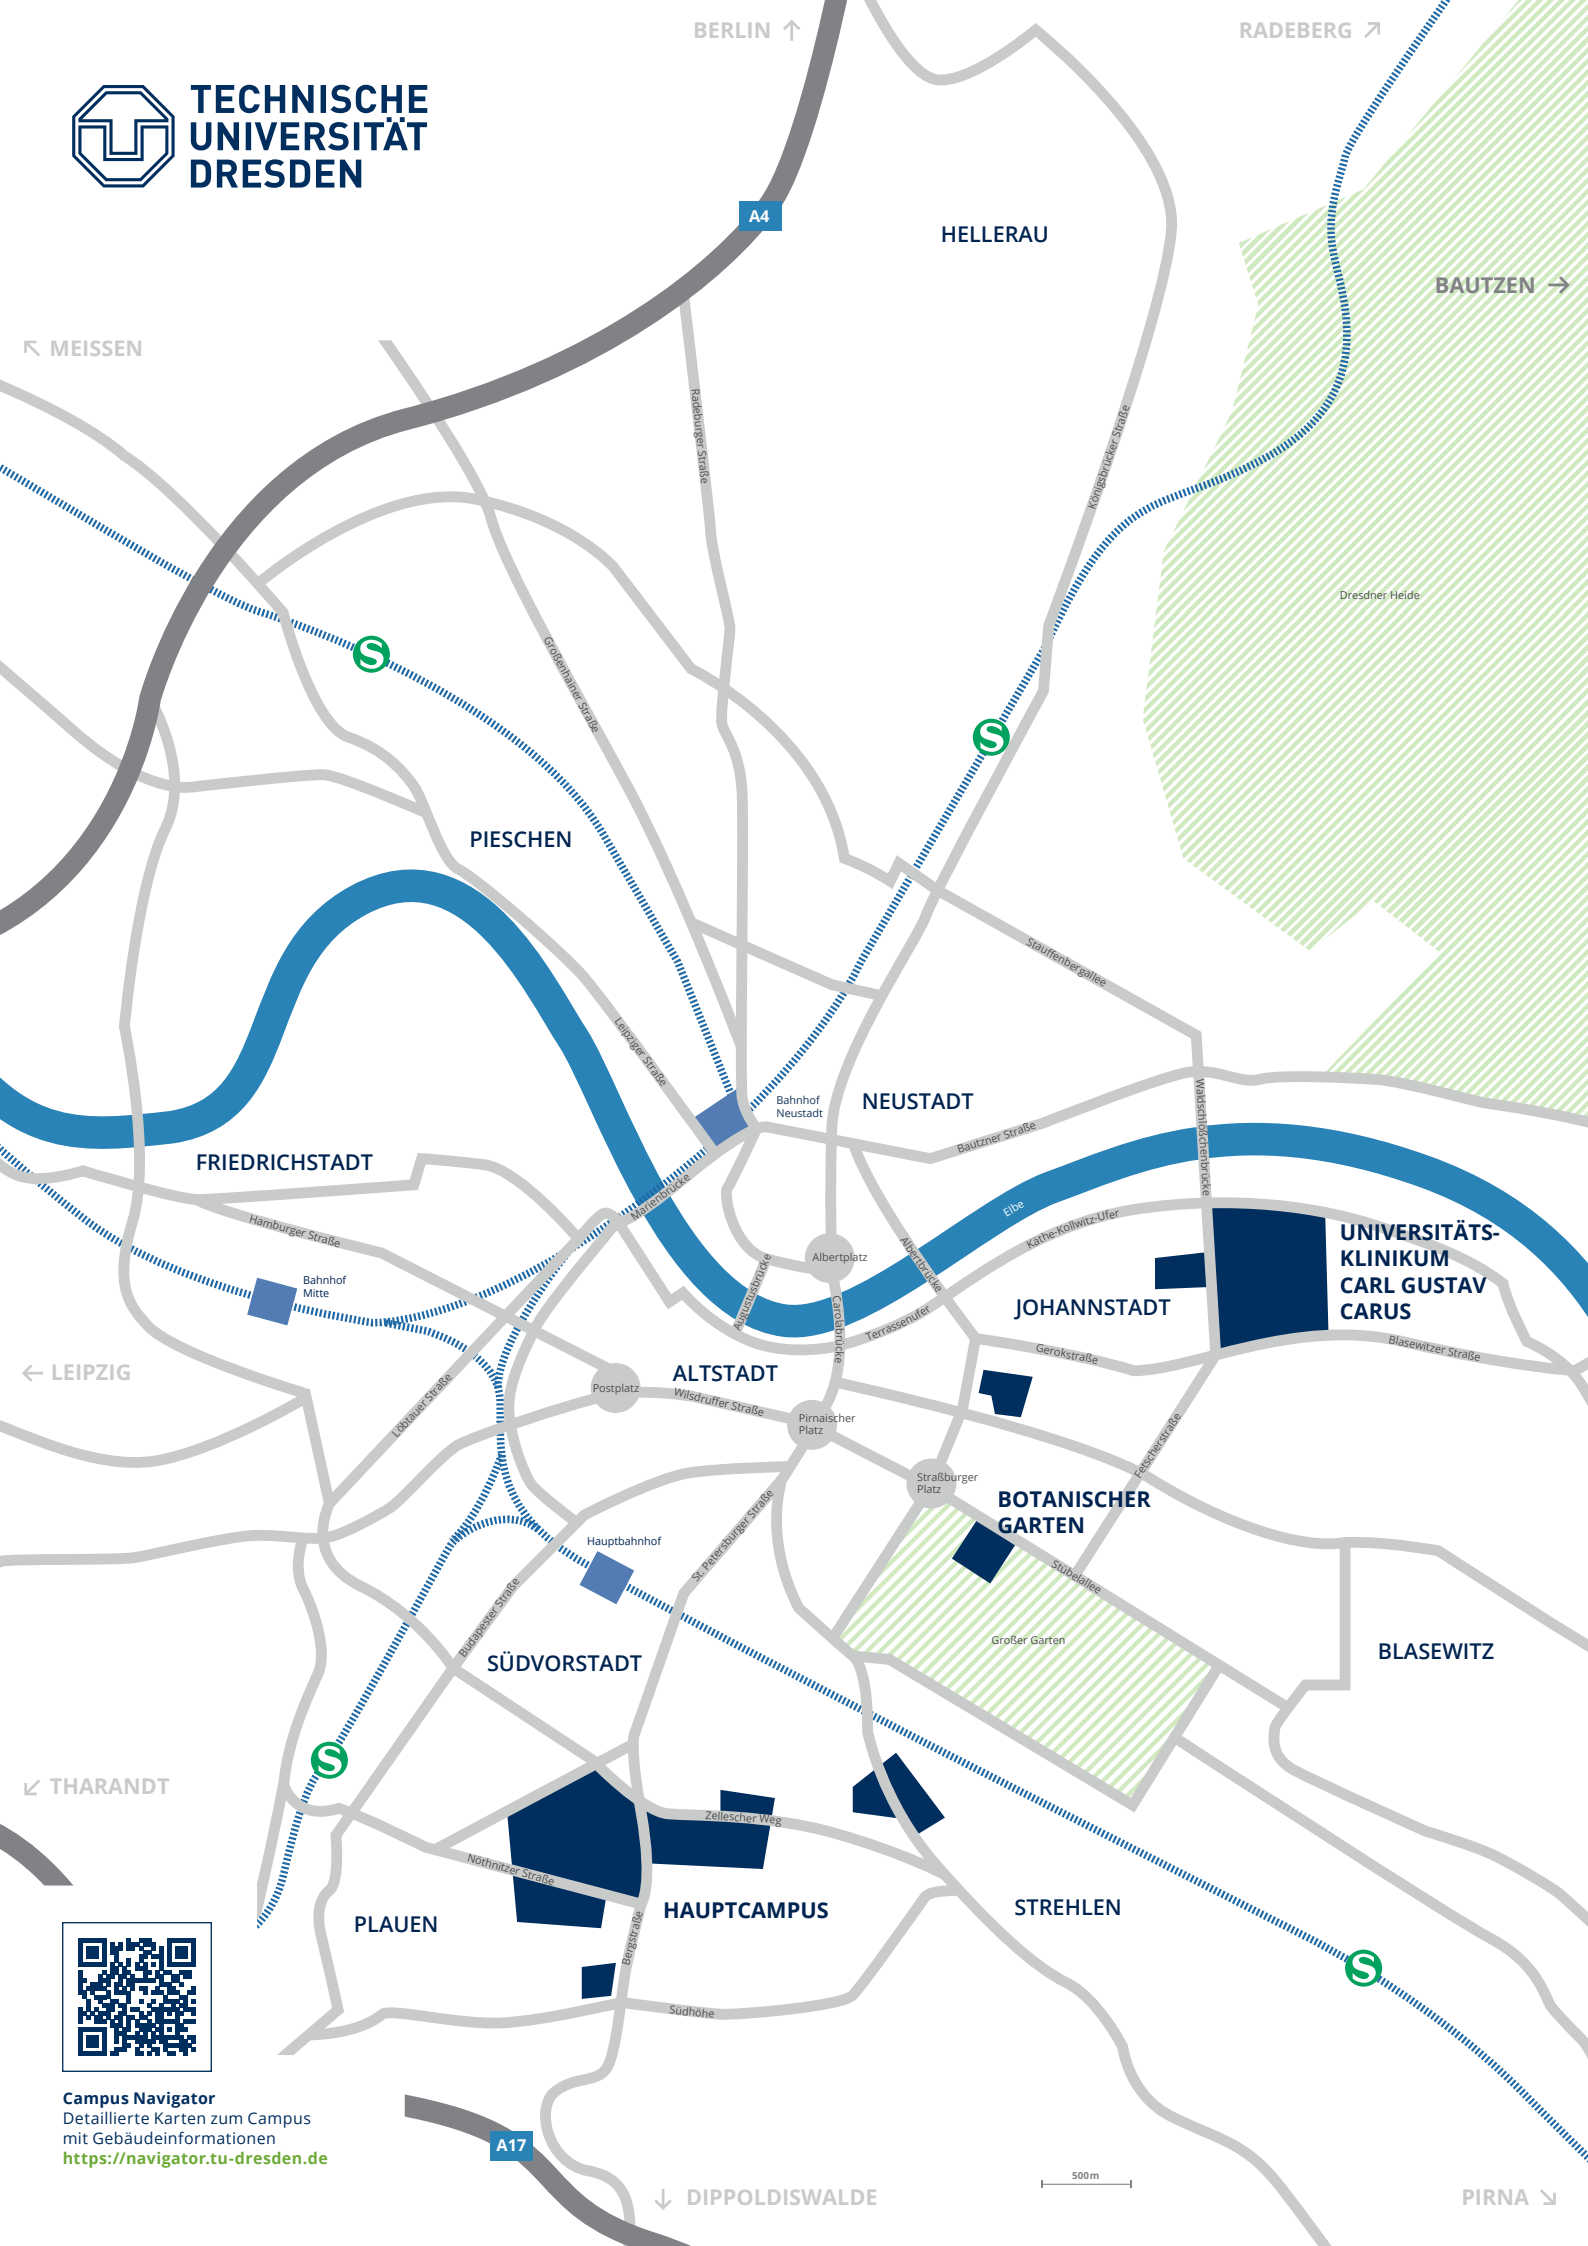 BERLIN ↑
RADEBERG ↗
TECHNISCHE
UNIVERSITÄT
DRESDEN
A4
HELLERAU
BAUTZEN →
↖ MEISSEN
Radeburger Straße
Königsbrücker Straße
Dresdner Heide
S
Großenhainer Straße
S
PIESCHEN
Stauffenbergallee
Leipziger Straße
Bahnhof
Neustadt
NEUSTADT
Waldschlößchenbrücke
Bautzner Straße
FRIEDRICHSTADT
Marienbrücke
Elbe
Hamburger Straße
Käthe-Kollwitz-Ufer
UNIVERSITÄTS-
KLINIKUM
CARL GUSTAV
CARUS
Albertplatz
Albertbrücke
Bahnhof
Mitte
Augustusbrücke
Carolabrücke
Terrassenufer
JOHANNSTADT
Gerokstraße
Blasewitzer Straße
← LEIPZIG
ALTSTADT
Postplatz
Wilsdruffer Straße
Löbtauer Straße
Pirnaischer
Platz
Fetscherstraße
Straßburger
Platz
BOTANISCHER
GARTEN
St. Petersburger Straße
Hauptbahnhof
Stübelallee
Budapester Straße
Großer Garten
SÜDVORSTADT
BLASEWITZ
S
↙ THARANDT
Zellescher Weg
Nöthnitzer Straße
HAUPTCAMPUS
STREHLEN
PLAUEN
Bergstraße
S
Südhöhe
Campus Navigator
Detaillierte Karten zum Campus
mit Gebäudeinformationen
https://navigator.tu-dresden.de
A17
500m
↓ DIPPOLDISWALDE
PIRNA ↘